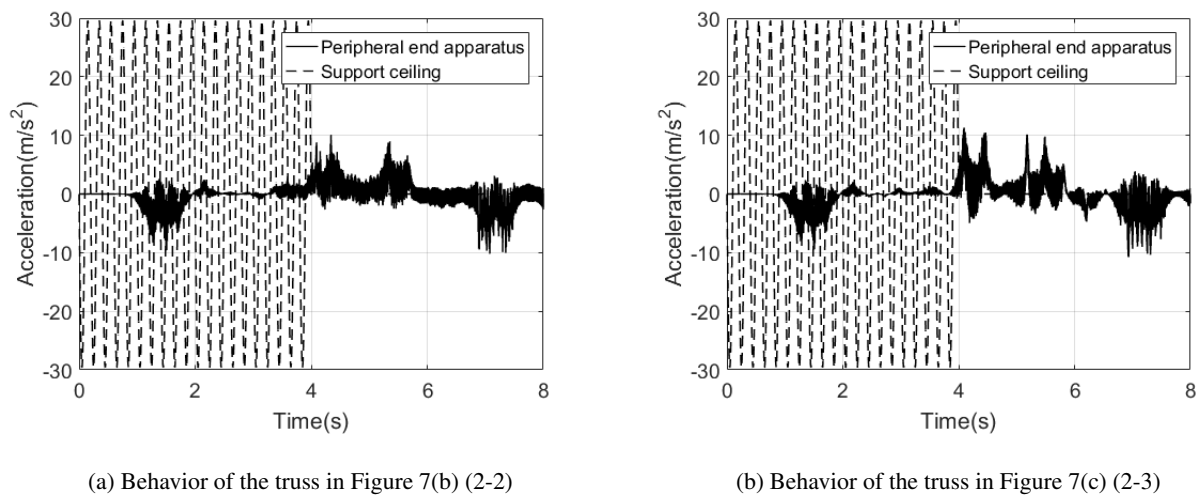 30
20
10
0
-10
-20
-30
Acceleration(m/s²)
Peripheral end apparatus
Support ceiling
0 2 4 6 8
Time(s)
(a) Behavior of the truss in Figure 7(b) (2-2)
30
20
10
0
-10
-20
-30
Acceleration(m/s²)
Peripheral end apparatus
Support ceiling
0 2 4 6 8
Time(s)
(b) Behavior of the truss in Figure 7(c) (2-3)